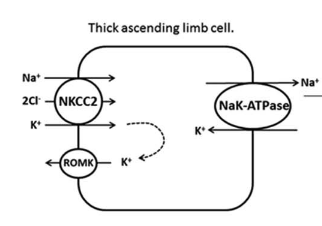 Thick ascending limb cell.
Na⁺
2Cl⁻ NKCC2
K⁺
ROMK K⁺
Na⁺
NaK-ATPase
K⁺